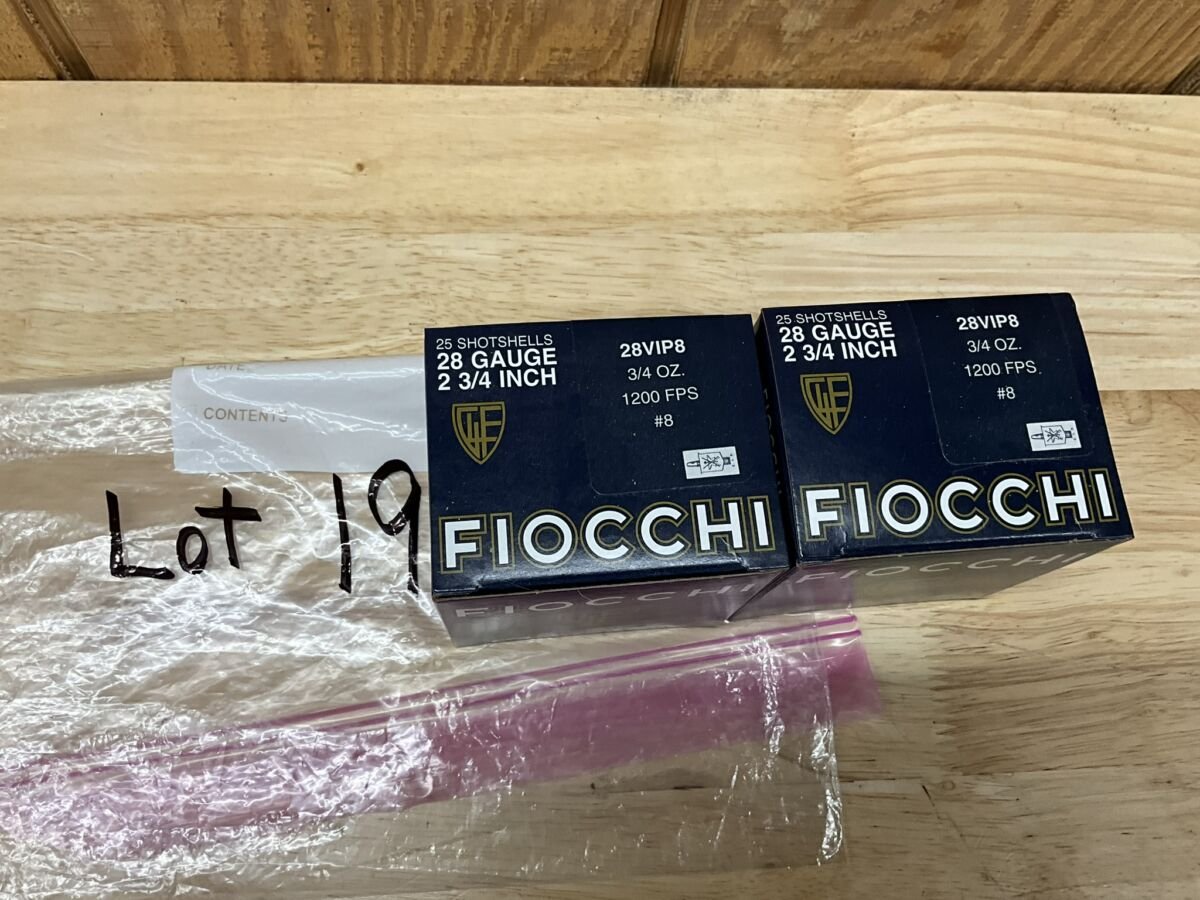 DATE:
CONTENTS
Lot 19
25 SHOTSHELLS
28 GAUGE
2 3/4 INCH
28VIP8
3/4 OZ.
1200 FPS
#8
FIOCCHI
FIOCCHI
25 SHOTSHELLS
28 GAUGE
2 3/4 INCH
28VIP8
3/4 OZ.
1200 FPS.
#8
FIOCCHI
FIOCCHI